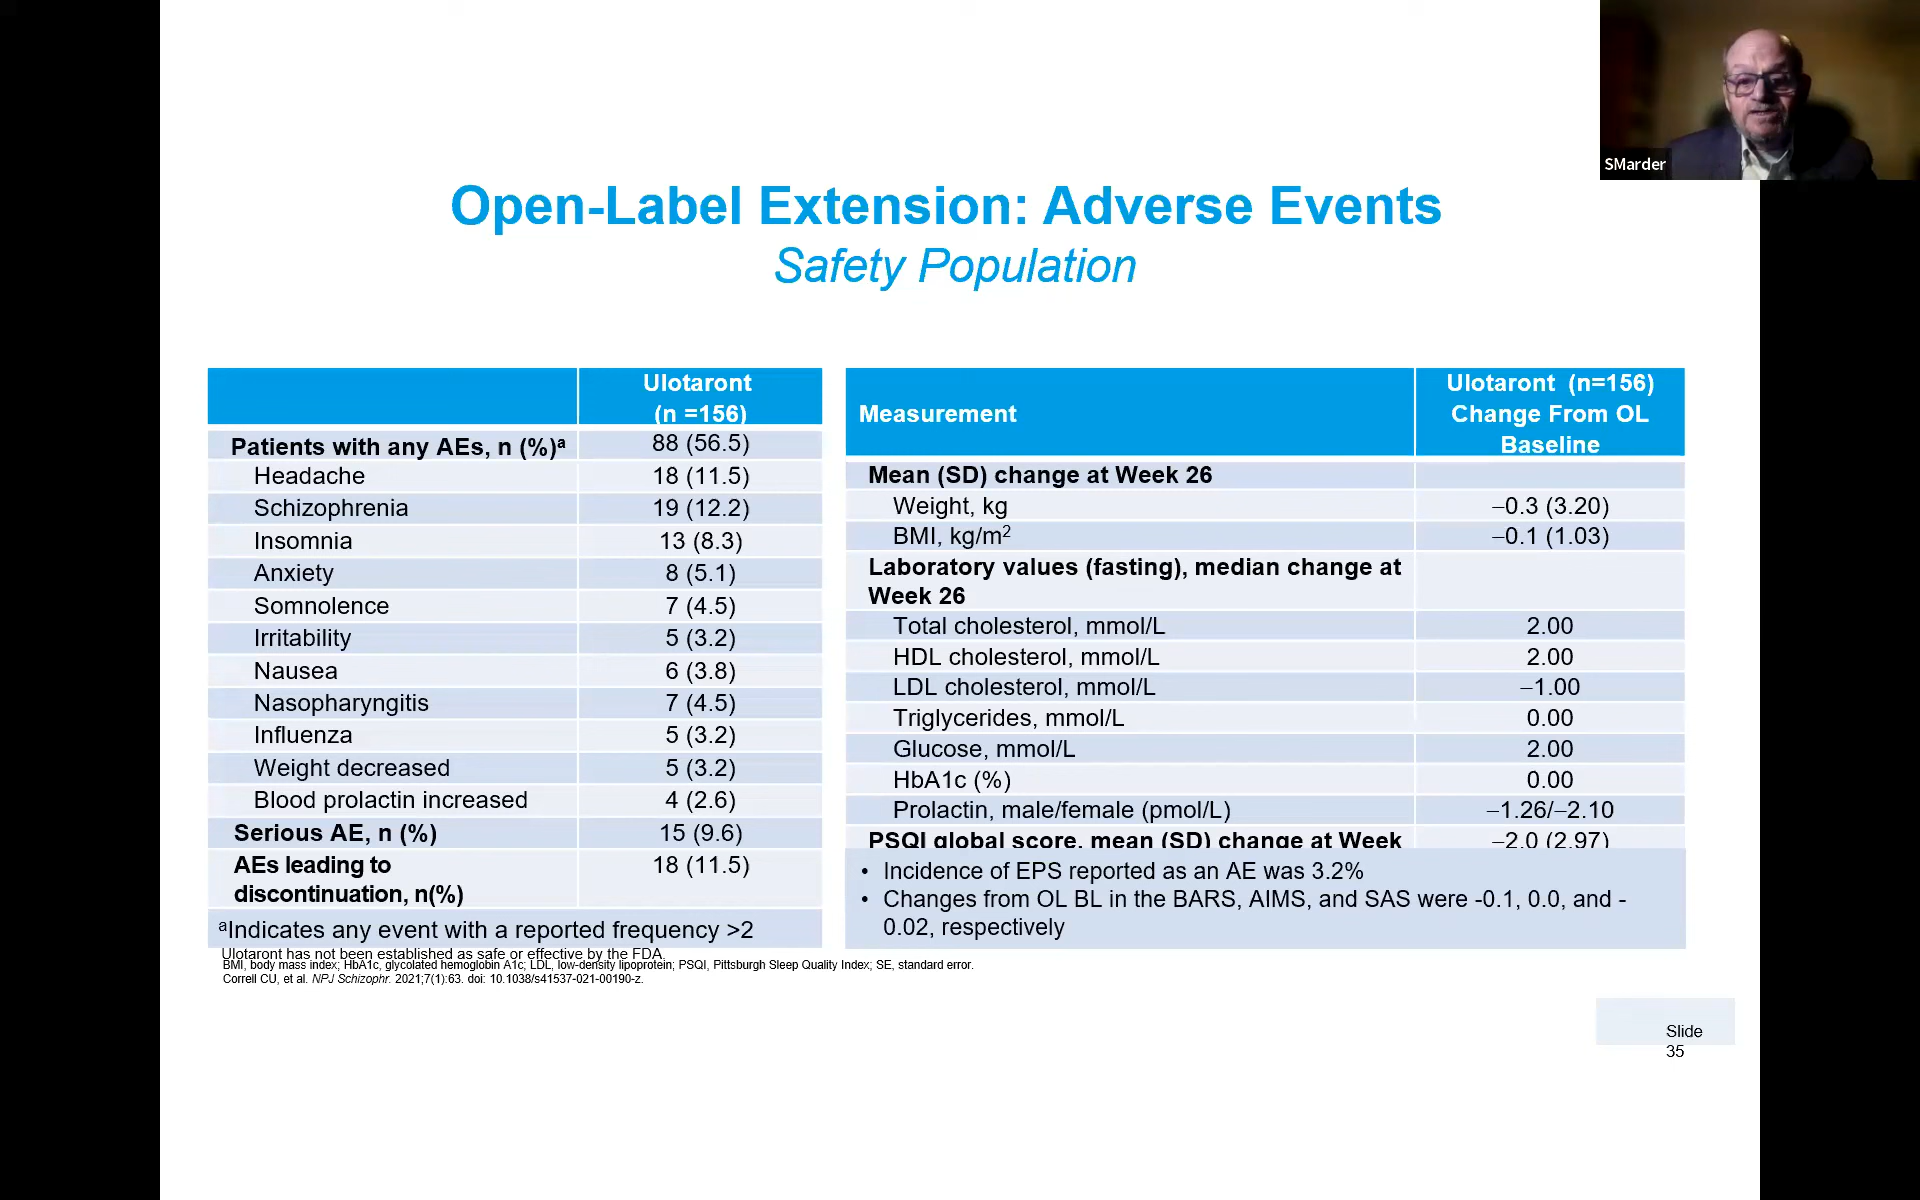 SMarder
Open-Label Extension: Adverse Events
Safety Population
Ulotaront
(n =156)
Patients with any AEs, n (%)ᵃ 88 (56.5)
Headache 18 (11.5)
Schizophrenia 19 (12.2)
Insomnia 13 (8.3)
Anxiety 8 (5.1)
Somnolence 7 (4.5)
Irritability 5 (3.2)
Nausea 6 (3.8)
Nasopharyngitis 7 (4.5)
Influenza 5 (3.2)
Weight decreased 5 (3.2)
Blood prolactin increased 4 (2.6)
Serious AE, n (%) 15 (9.6)
AEs leading to 18 (11.5)
discontinuation, n(%)
ᵃIndicates any event with a reported frequency >2
Ulotaront (n=156)
Measurement Change From OL
Baseline
Mean (SD) change at Week 26
Weight, kg −0.3 (3.20)
BMI, kg/m² −0.1 (1.03)
Laboratory values (fasting), median change at
Week 26
Total cholesterol, mmol/L 2.00
HDL cholesterol, mmol/L 2.00
LDL cholesterol, mmol/L −1.00
Triglycerides, mmol/L 0.00
Glucose, mmol/L 2.00
HbA1c (%) 0.00
Prolactin, male/female (pmol/L) −1.26/−2.10
PSQI global score, mean (SD) change at Week −2.0 (2.97)
• Incidence of EPS reported as an AE was 3.2%
• Changes from OL BL in the BARS, AIMS, and SAS were -0.1, 0.0, and -
0.02, respectively
Ulotaront has not been established as safe or effective by the FDA.
BMI, body mass index; HbA1c, glycolated hemoglobin A1c; LDL, low-density lipoprotein; PSQI, Pittsburgh Sleep Quality Index; SE, standard error.
Correll CU, et al. NPJ Schizophr. 2021;7(1):63. doi: 10.1038/s41537-021-00190-z.
Slide
35